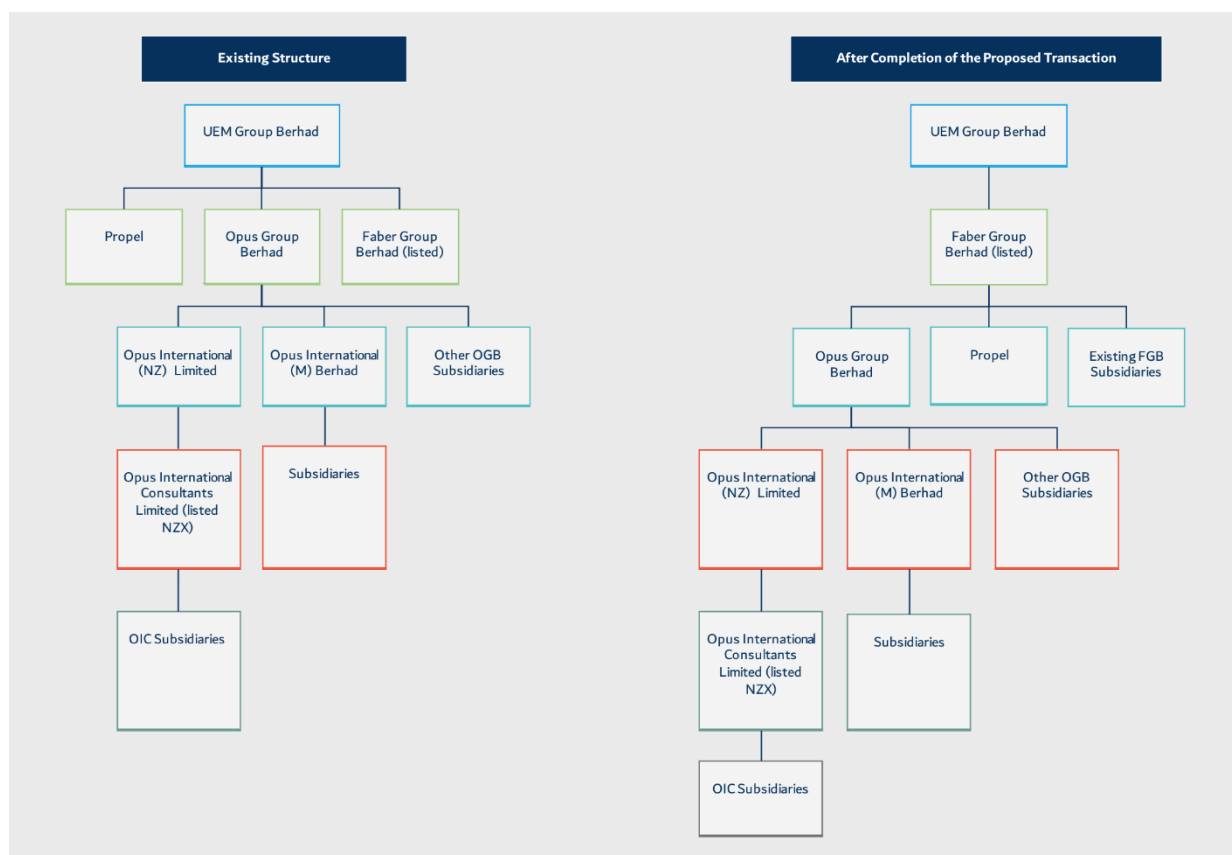 Existing Structure
UEM Group Berhad
Propel
Opus Group
Berhad
Faber Group
Berhad (listed)
Opus International
(NZ) Limited
Opus International
(M) Berhad
Other OGB
Subsidiaries
Opus International
Consultants
Limited (listed
NZX)
Subsidiaries
OIC Subsidiaries
After Completion of the Proposed Transaction
UEM Group Berhad
Faber Group
Berhad (listed)
Opus Group
Berhad
Propel
Existing FGB
Subsidiaries
Opus International
(NZ) Limited
Opus International
(M) Berhad
Other OGB
Subsidiaries
Opus International
Consultants
Limited (listed
NZX)
Subsidiaries
OIC Subsidiaries